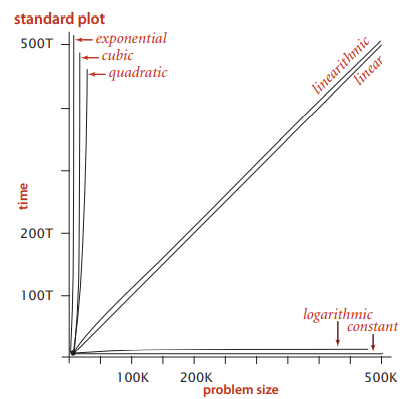 standard plot
500T
exponential
cubic
quadratic
linearithmic
linear
time
200T
100T
logarithmic
constant
100K 200K 500K
problem size